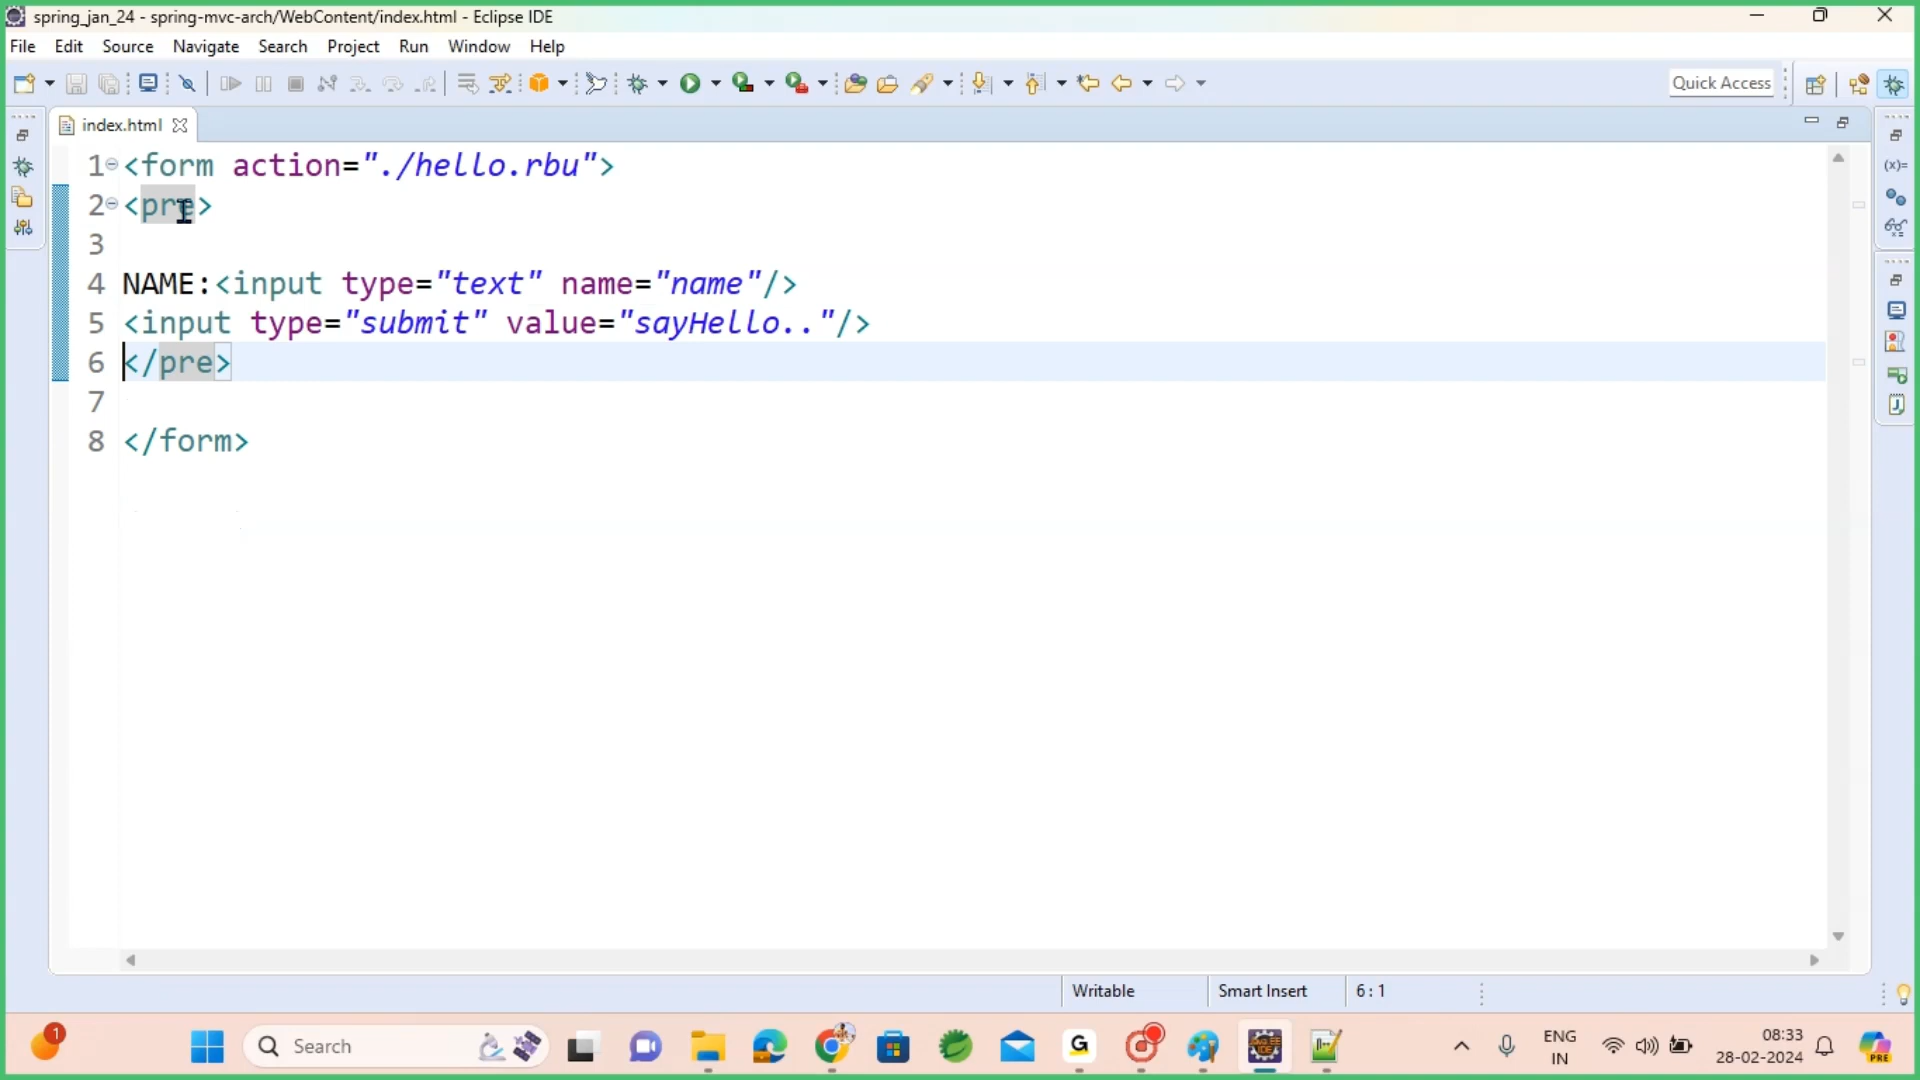 spring_jan_24 - spring-mvc-arch/WebContent/index.html - Eclipse IDE
File Edit Source Navigate Search Project Run Window Help
Quick Access
index.html
1 <form action="./hello.rbu">
2 <pre>
3
4 NAME:<input type="text" name="name"/>
5 <input type="submit" value="sayHello.."/>
6 </pre>
7
8 </form>
Writable Smart Insert 6 : 1
1 Search ENG 08:33
IN 28-02-2024
PRE